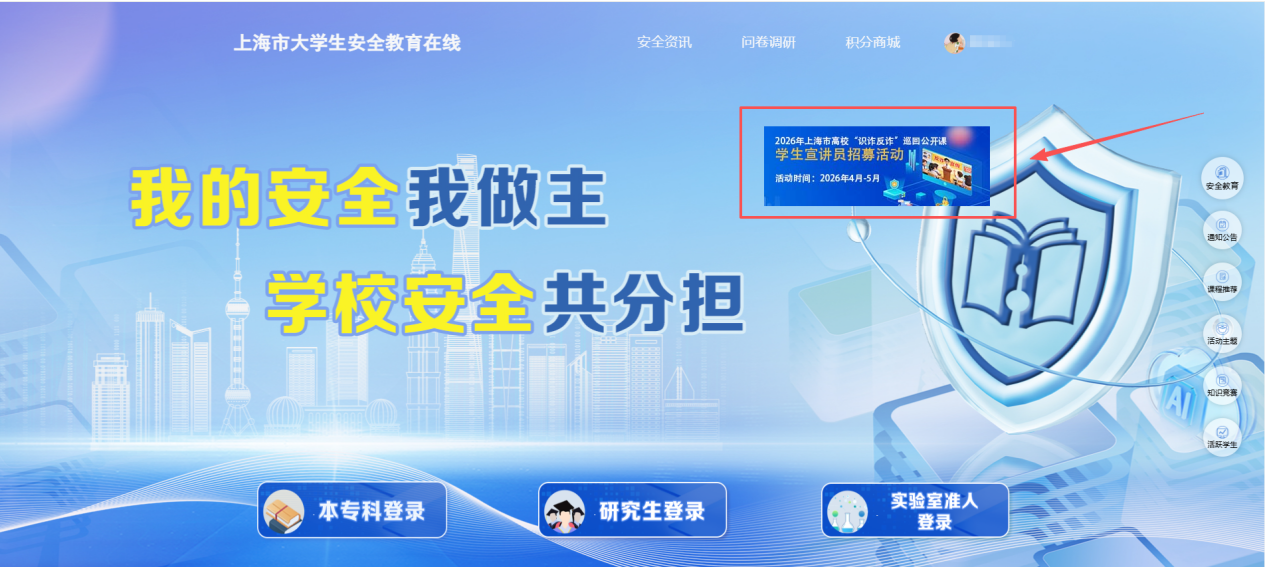 上海市大学生安全教育在线
安全资讯
问卷调研
积分商城
2026年上海市高校“识诈反诈”巡回公开课
学生宣讲员招募活动
活动时间：2026年4月-5月
我的安全我做主
学校安全共分担
安全教育
通知公告
课程推荐
活动主题
知识竞赛
活跃学生
AI
本专科登录
研究生登录
实验室准入
登录